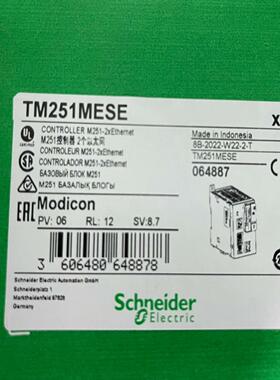 TM251MESE
X
CONTROLLER M251-2xEthernet
M251控制器 2个以太网
CONTROLEUR M251-2xEthernet
CONTROLADOR M251-2xEthernet
БАЗОВЫЙ БЛОК M251
M251 БАЗАЛЫҚ БЛОГЫ
Made in Indonesia
8B-2022-W22-2-T
TM251MESE
064887
EAC
Modicon
PV: 06 RL: 12 SV:8.7
3 606480 648878
Schneider Electric Automation GmbH
Schneiderplatz 1
Marktheidenfeld 97828
Germany
Schneider
Electric